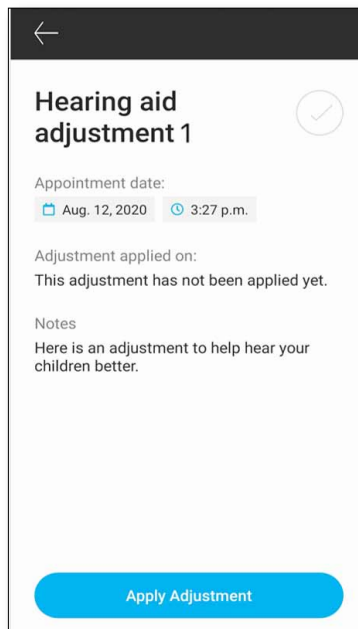 Hearing aid
adjustment 1
Appointment date:
Aug. 12, 2020 3:27 p.m.
Adjustment applied on:
This adjustment has not been applied yet.
Notes
Here is an adjustment to help hear your
children better.
Apply Adjustment